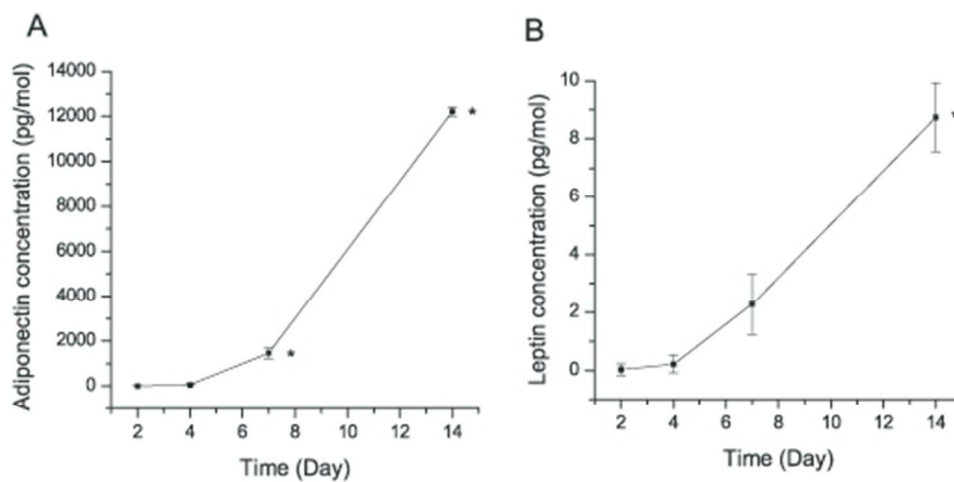 A
Adiponectin concentration (pg/mol)
14000
12000
10000
8000
6000
4000
2000
0
2 4 6 8 10 12 14
Time (Day)
*
*
B
Leptin concentration (pg/mol)
10
8
6
4
2
0
2 4 6 8 10 12 14
Time (Day)
*